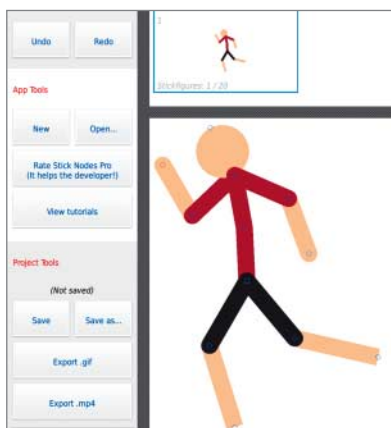 Undo Redo
App Tools
New Open...
Rate Stick Nodes Pro
(It helps the developer!)
View tutorials
Project Tools
(Not saved)
Save Save as...
Export .gif
Export .mp4
1
Stickfigures: 1 / 20